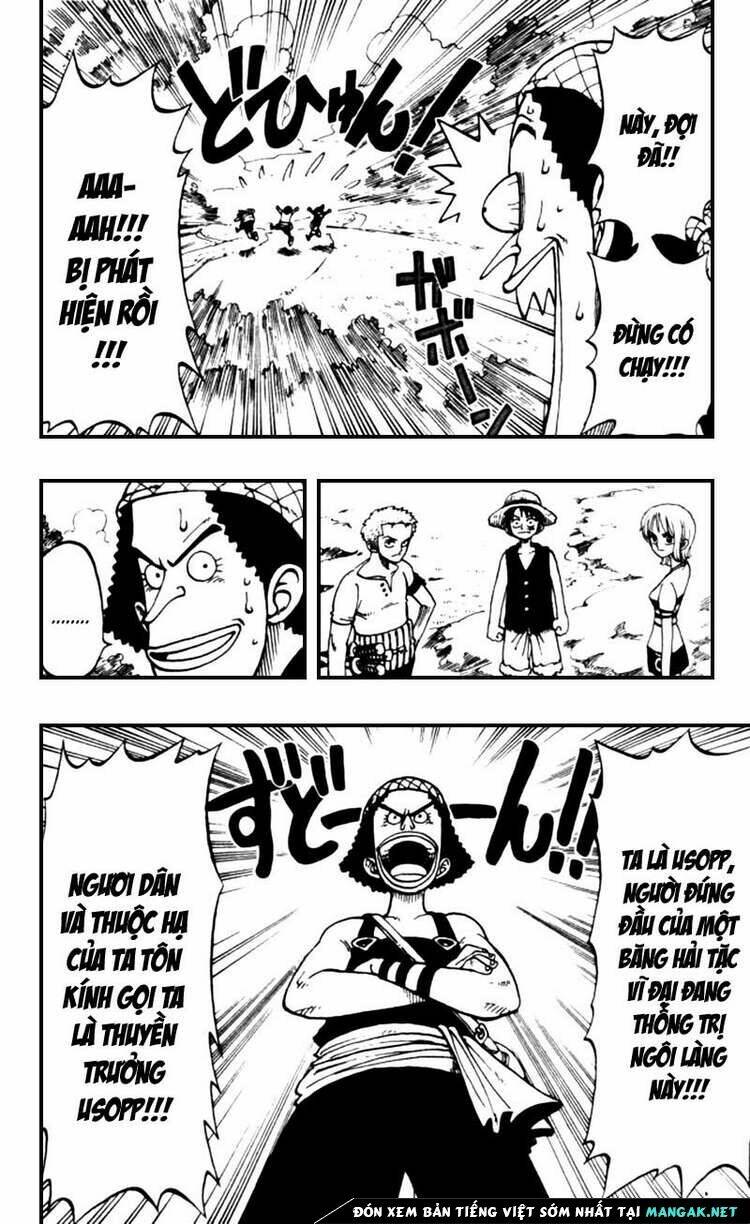 NÀY, ĐỢI
ĐÃ!!
ĐỪNG CÓ
CHẠY!!!
どひゅん!
ガボーン
AAA-
AAH!!!
BỊ PHÁT
HIỆN RỒI
!!!
.........
ずどーーん!!
TA LÀ USOPP,
NGƯỜI ĐỨNG
ĐẦU CỦA MỘT
BĂNG HẢI TẶC
VĨ ĐẠI ĐANG
THỐNG TRỊ
NGÔI LÀNG
NÀY!!!
NGƯƠI DÂN
VÀ THUỘC HẠ
CỦA TA TÔN
KÍNH GỌI TA
LÀ THUYỀN
TRƯỞNG
USOPP!!!
ĐÓN XEM BẢN TIẾNG VIỆT SỚM NHẤT TẠI MANGAK.NET